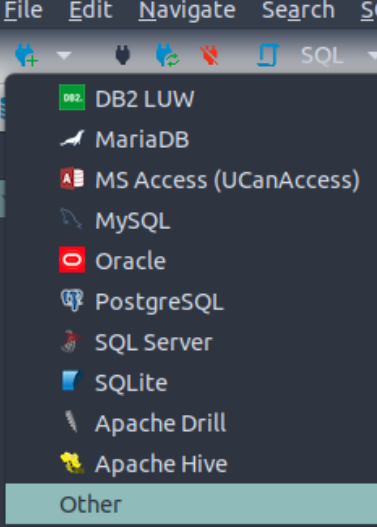 File Edit Navigate Search
SQL
DB2 LUW
MariaDB
MS Access (UCanAccess)
MySQL
Oracle
PostgreSQL
SQL Server
SQLite
Apache Drill
Apache Hive
Other